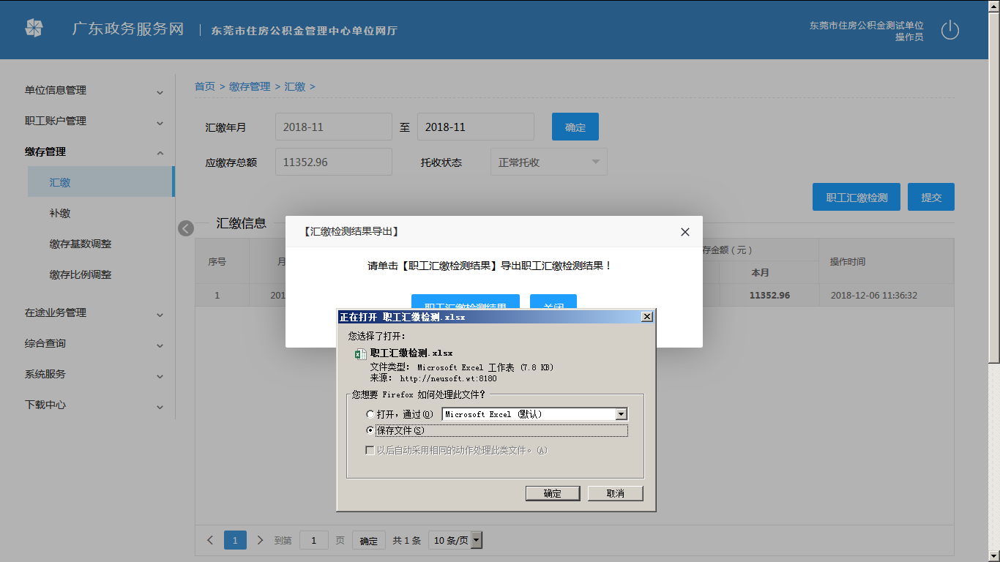 广东政务服务网 | 东莞市住房公积金管理中心单位网厅
东莞市住房公积金测试单位
操作员
单位信息管理
职工账户管理
缴存管理
汇缴
补缴
缴存基数调整
缴存比例调整
在途业务管理
综合查询
系统服务
下载中心
首页 > 缴存管理 > 汇缴 >
汇缴年月 2018-11 至 2018-11 确定
应缴存总额 11352.96 托收状态 正常托收
职工汇缴检测 提交
汇缴信息
序号 月 存金额（元） 操作时间
本月
1 201 11352.96 2018-12-06 11:36:32
【汇缴检测结果导出】
请单击【职工汇缴检测结果】导出职工汇缴检测结果！
职工汇缴检测结果 关闭
正在打开 职工汇缴检测.xlsx
您选择了打开:
职工汇缴检测.xlsx
文件类型: Microsoft Excel 工作表 (7.8 KB)
来源: http://neusoft.wt:8180
您想要 Firefox 如何处理此文件?
打开，通过(O) Microsoft Excel (默认)
保存文件(S)
以后自动采用相同的动作处理此类文件。(A)
确定 取消
1 到第 1 页 确定 共 1 条 10 条/页